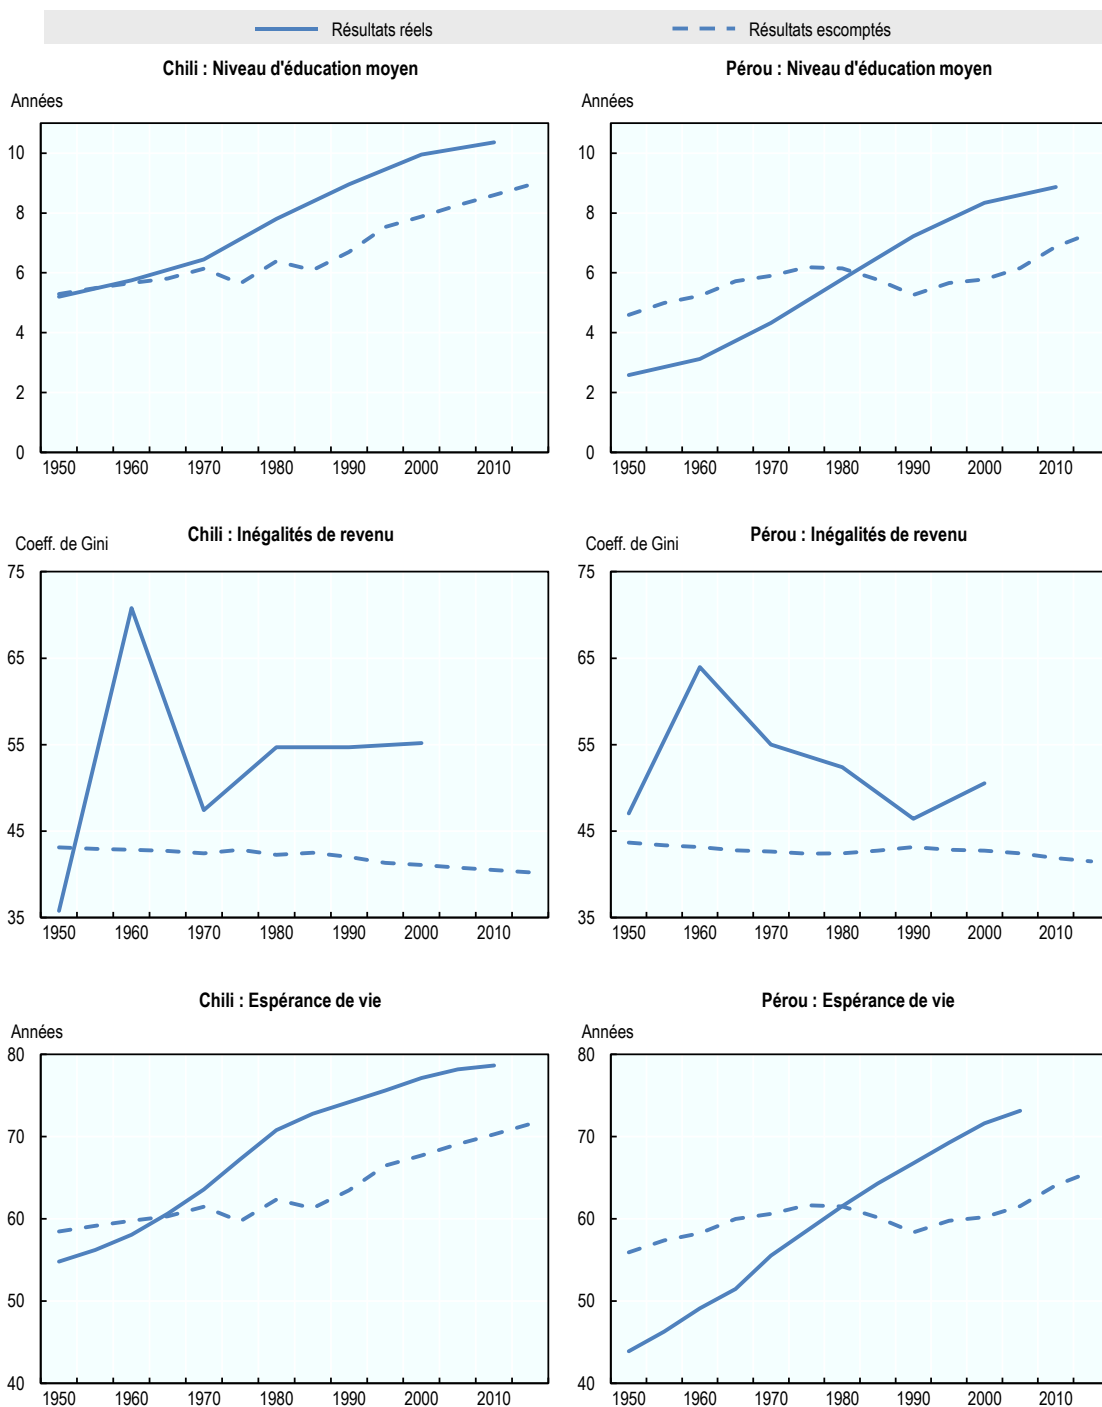 Résultats réels Résultats escomptés
Chili : Niveau d'éducation moyen
Années
10
8
6
4
2
0
1950 1960 1970 1980 1990 2000 2010
Pérou : Niveau d'éducation moyen
Années
10
8
6
4
2
0
1950 1960 1970 1980 1990 2000 2010
Chili : Inégalités de revenu
Coeff. de Gini
75
65
55
45
35
1950 1960 1970 1980 1990 2000 2010
Pérou : Inégalités de revenu
Coeff. de Gini
75
65
55
45
35
1950 1960 1970 1980 1990 2000 2010
Chili : Espérance de vie
Années
80
70
60
50
40
1950 1960 1970 1980 1990 2000 2010
Pérou : Espérance de vie
Années
80
70
60
50
40
1950 1960 1970 1980 1990 2000 2010